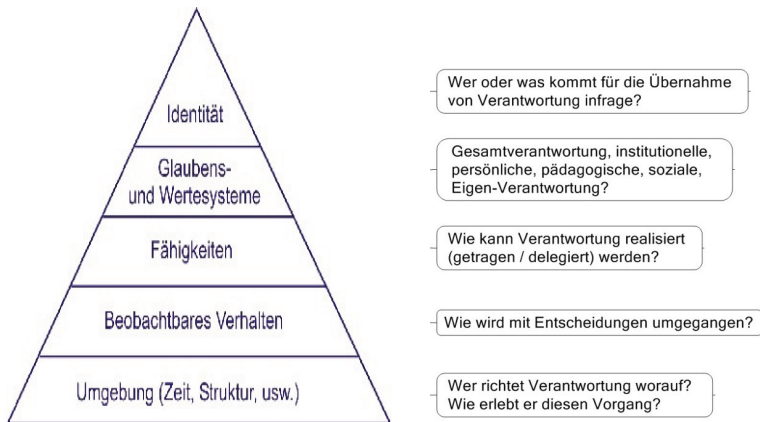 Identität
Wer oder was kommt für die Übernahme
von Verantwortung infrage?
Glaubens-
und Wertesysteme
Gesamtverantwortung, institutionelle,
persönliche, pädagogische, soziale,
Eigen-Verantwortung?
Fähigkeiten
Wie kann Verantwortung realisiert
(getragen / delegiert) werden?
Beobachtbares Verhalten
Wie wird mit Entscheidungen umgegangen?
Umgebung (Zeit, Struktur, usw.)
Wer richtet Verantwortung worauf?
Wie erlebt er diesen Vorgang?